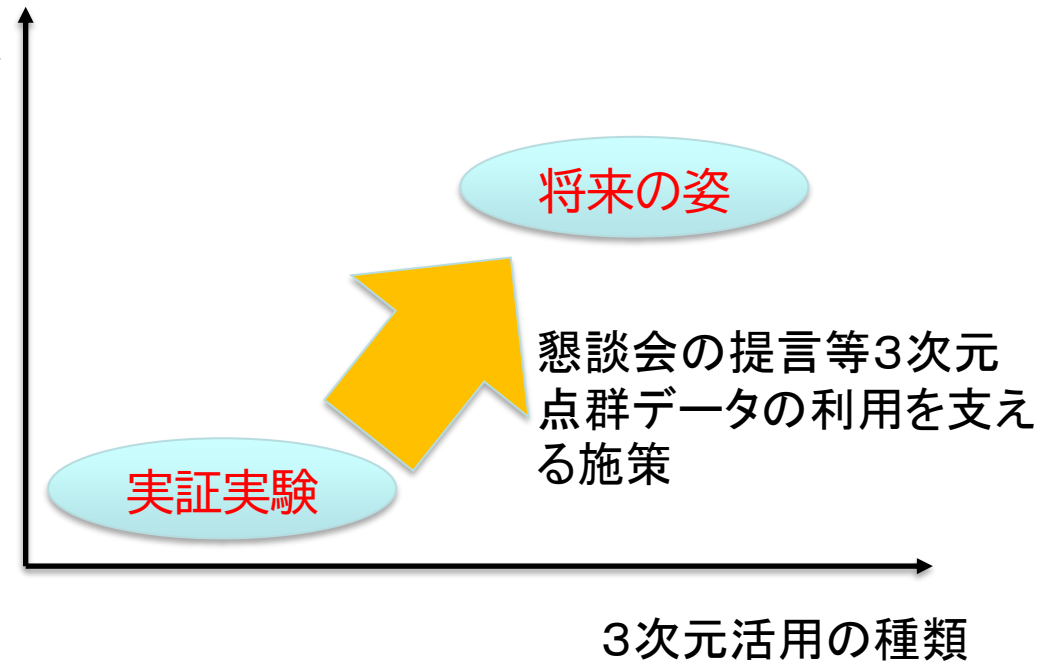 将来の姿
懇談会の提言等３次元
点群データの利用を支え
る施策
実証実験
３次元活用の種類